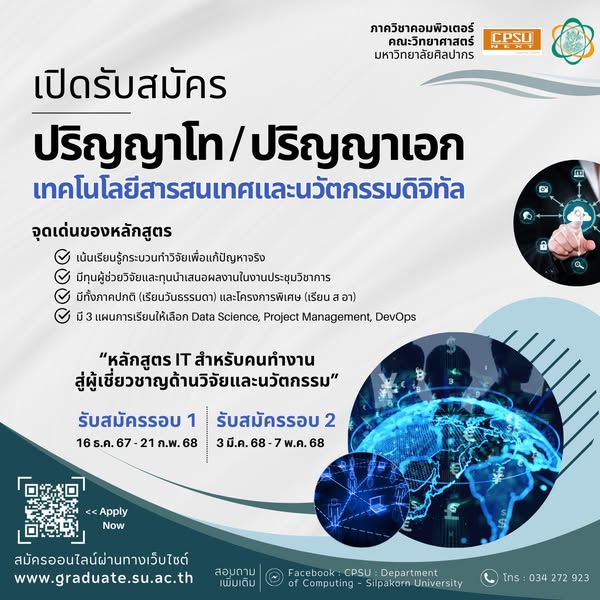 ภาควิชาคอมพิวเตอร์
คณะวิทยาศาสตร์
มหาวิทยาลัยศิลปากร
CPSU
NEXT
เปิดรับสมัคร
ปริญญาโท / ปริญญาเอก
เทคโนโลยีสารสนเทศและนวัตกรรมดิจิทัล
จุดเด่นของหลักสูตร
เน้นเรียนรู้กระบวนทำวิจัยเพื่อแก้ปัญหาจริง
มีทุนผู้ช่วยวิจัยและทุนนำเสนอผลงานในงานประชุมวิชาการ
มีทั้งภาคปกติ (เรียนวันธรรมดา) และโครงการพิเศษ (เรียน ส อา)
มี 3 แผนการเรียนให้เลือก Data Science, Project Management, DevOps
“หลักสูตร IT สำหรับคนทำงาน
สู่ผู้เชี่ยวชาญด้านวิจัยและนวัตกรรม”
รับสมัครรอบ 1
16 ธ.ค. 67 - 21 ก.พ. 68
รับสมัครรอบ 2
3 มี.ค. 68 - 7 พ.ค. 68
<< Apply
Now
สมัครออนไลน์ผ่านทางเว็บไซต์
www.graduate.su.ac.th
สอบถาม
เพิ่มเติม
Facebook : CPSU : Department
of Computing - Silpakorn University
โทร : 034 272 923